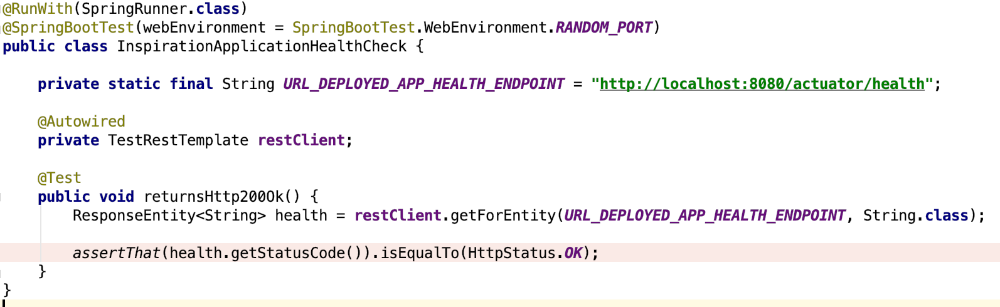 @RunWith(SpringRunner.class)
@SpringBootTest(webEnvironment = SpringBootTest.WebEnvironment.RANDOM_PORT)
public class InspirationApplicationHealthCheck {
private static final String URL_DEPLOYED_APP_HEALTH_ENDPOINT = "http://localhost:8080/actuator/health";
@Autowired
private TestRestTemplate restClient;
@Test
public void returnsHttp200Ok() {
ResponseEntity<String> health = restClient.getForEntity(URL_DEPLOYED_APP_HEALTH_ENDPOINT, String.class);
assertThat(health.getStatusCode()).isEqualTo(HttpStatus.OK);
}
}